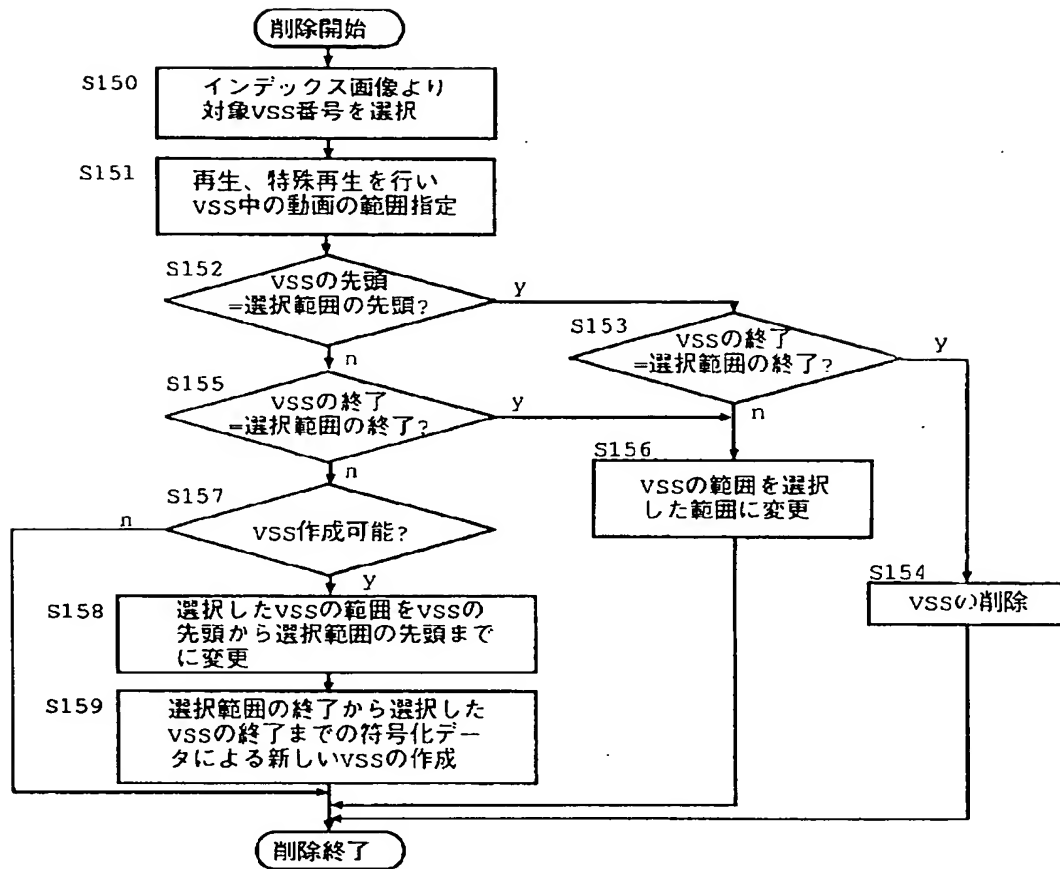 削除開始
S150
インデックス画像より
対象VSS番号を選択
S151
再生、特殊再生を行い
VSS中の動画の範囲指定
S152
VSSの先頭
=選択範囲の先頭?
y
n
S153
VSSの終了
=選択範囲の終了?
y
n
S155
VSSの終了
=選択範囲の終了?
y
n
S156
VSSの範囲を選択
した範囲に変更
S157
VSS作成可能?
n
y
S154
VSSの削除
S158
選択したVSSの範囲をVSSの
先頭から選択範囲の先頭まで
に変更
S159
選択範囲の終了から選択した
VSSの終了までの符号化デー
タによる新しいVSSの作成
削除終了